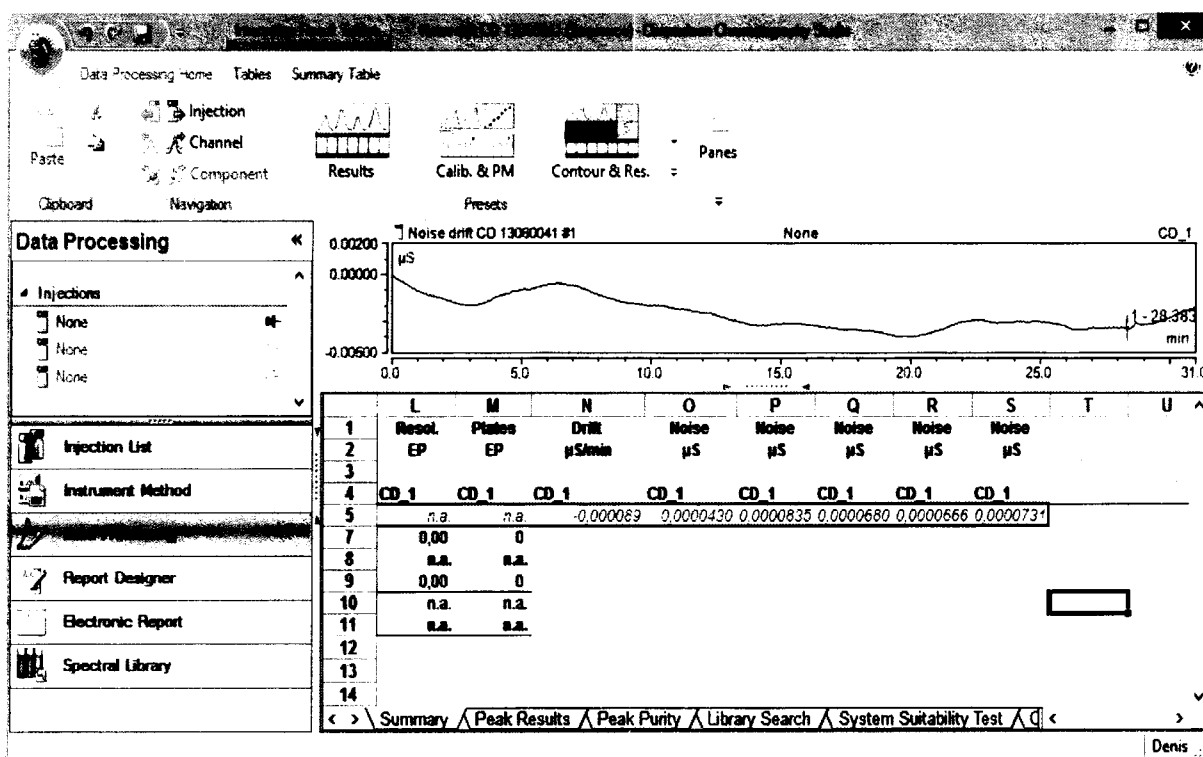 Data Processing Home Tables Summary Table
Paste
Injection
Channel
Component
Results
Calib. & PM
Contour & Res.
Panes
Clipboard
Navigation
Presets
Data Processing «
Injections
None
None
None
Injection List
Instrument Method
Report Designer
Electronic Report
Spectral Library
Noise drift CD 13080041 #1 None CD_1
0.00200
µS
0.00000
1 - 28.383
min
0.0 5.0 10.0 15.0 20.0 25.0 31.0
L M N O P Q R S T U
1 Resol. Plates Drift Noise Noise Noise Noise Noise
2 EP EP µS/min µS µS µS µS µS
3
4 CD_1 CD_1 CD_1 CD_1 CD_1 CD_1 CD_1 CD_1
5 n.a. n.a. -0,000089 0,0000430 0,0000635 0,0000680 0,0000666 0,0000731
7 0,00 0
8 n.a. n.a.
9 0,00 0
10 n.a. n.a.
11 n.a. n.a.
12
13
14
Summary Peak Results Peak Purity Library Search System Suitability Test
Denis